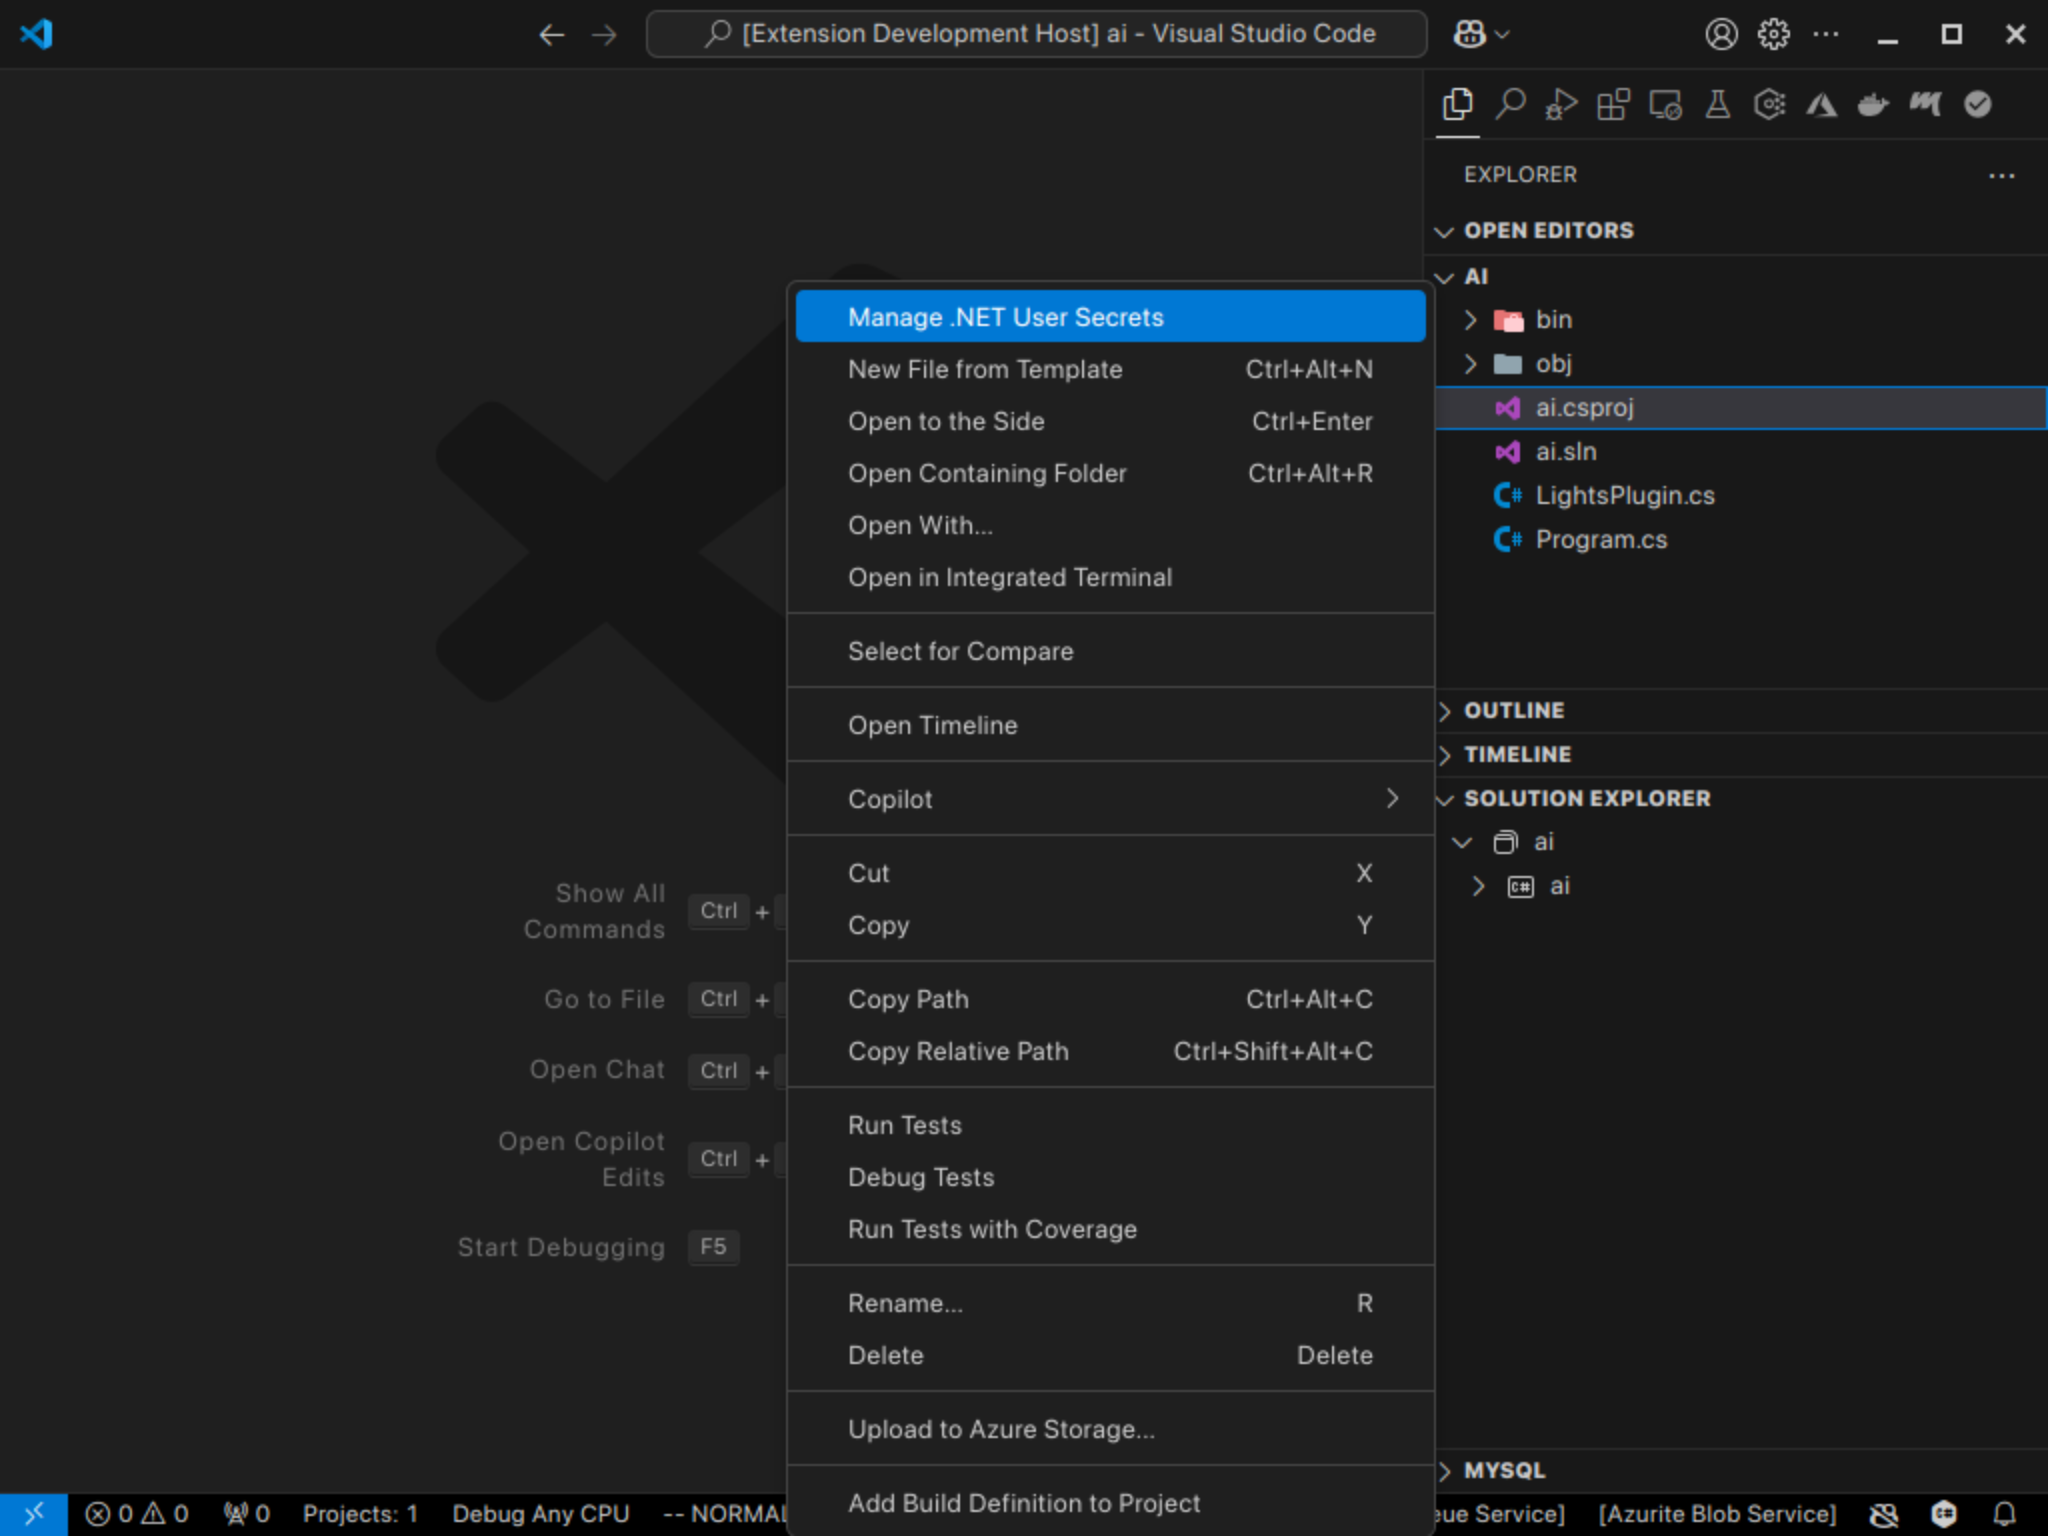 [Extension Development Host] ai - Visual Studio Code
EXPLORER
OPEN EDITORS
AI
bin
obj
ai.csproj
ai.sln
C# LightsPlugin.cs
C# Program.cs
OUTLINE
TIMELINE
SOLUTION EXPLORER
ai
C# ai
MYSQL
Manage .NET User Secrets
New File from Template Ctrl+Alt+N
Open to the Side Ctrl+Enter
Open Containing Folder Ctrl+Alt+R
Open With...
Open in Integrated Terminal
Select for Compare
Open Timeline
Copilot
Cut X
Copy Y
Copy Path Ctrl+Alt+C
Copy Relative Path Ctrl+Shift+Alt+C
Run Tests
Debug Tests
Run Tests with Coverage
Rename... R
Delete Delete
Upload to Azure Storage...
Add Build Definition to Project
Show All
Commands Ctrl +
Go to File Ctrl +
Open Chat Ctrl +
Open Copilot
Edits Ctrl +
Start Debugging F5
0 0 0 Projects: 1 Debug Any CPU -- NORMAL Service] [Azurite Blob Service]